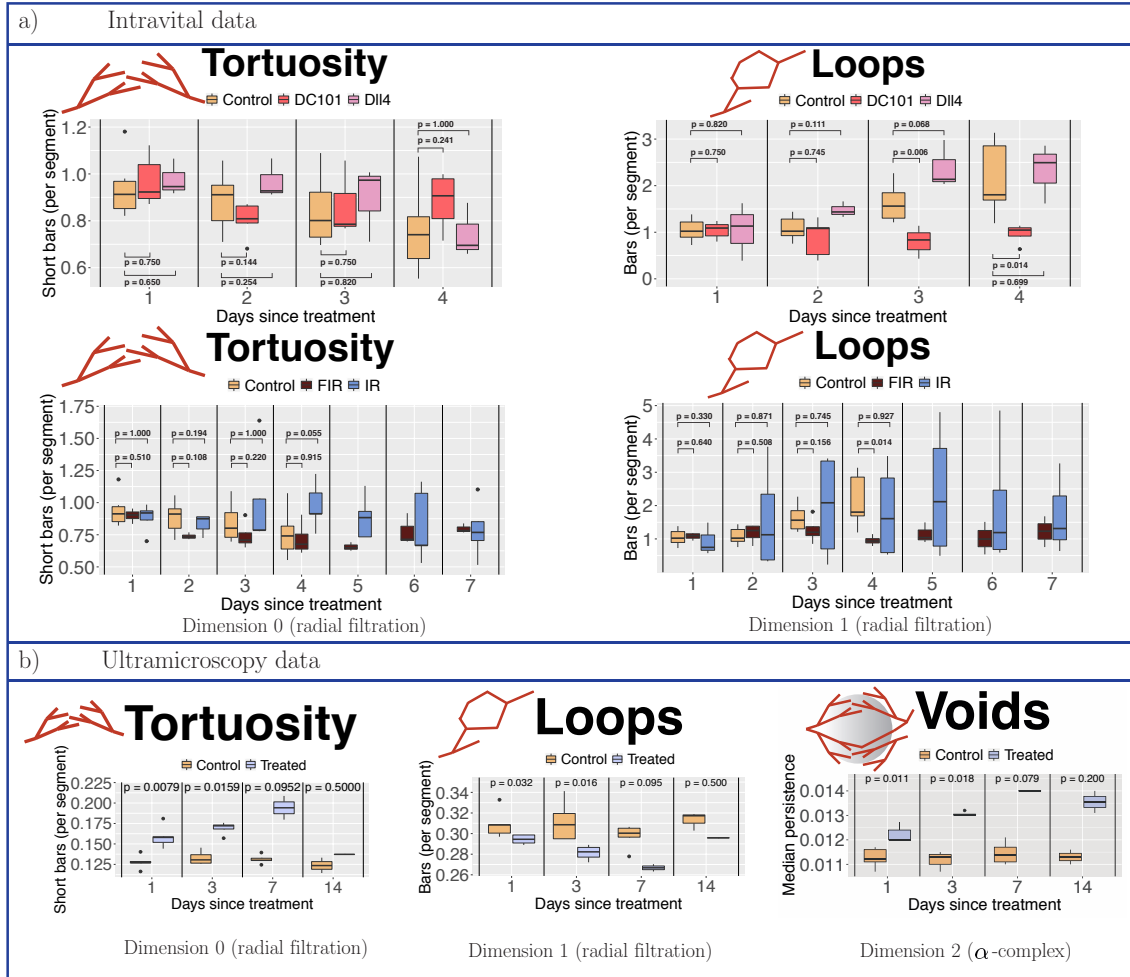 a) Intravital data
Tortuosity
Control DC101 Dll4
Short bars (per segment)
1.2
1.0
0.8
0.6
p = 0.750
p = 0.650
p = 0.144
p = 0.254
p = 0.750
p = 0.820
p = 1.000
p = 0.241
1 2 3 4
Days since treatment
Loops
Control DC101 Dll4
Bars (per segment)
3
2
1
0
p = 0.820
p = 0.750
p = 0.111
p = 0.745
p = 0.068
p = 0.006
p = 0.014
p = 0.699
1 2 3 4
Days since treatment
Tortuosity
Control FIR IR
Short bars (per segment)
1.75
1.50
1.25
1.00
0.75
0.50
p = 1.000 p = 0.194 p = 1.000 p = 0.055
p = 0.510 p = 0.108 p = 0.220 p = 0.915
1 2 3 4 5 6 7
Days since treatment
Dimension 0 (radial filtration)
Loops
Control FIR IR
Bars (per segment)
5
4
3
2
1
p = 0.330 p = 0.871 p = 0.745 p = 0.927
p = 0.640 p = 0.508 p = 0.156 p = 0.014
1 2 3 4 5 6 7
Days since treatment
Dimension 1 (radial filtration)
b) Ultramicroscopy data
Tortuosity
Control Treated
Short bars (per segment)
0.225
0.200
0.175
0.150
0.125
p = 0.0079 p = 0.0159 p = 0.0952 p = 0.5000
1 3 7 14
Days since treatment
Dimension 0 (radial filtration)
Loops
Control Treated
Bars (per segment)
0.34
0.32
0.30
0.28
0.26
p = 0.032 p = 0.016 p = 0.095 p = 0.500
1 3 7 14
Days since treatment
Dimension 1 (radial filtration)
Voids
Control Treated
Median persistence
0.014
0.013
0.012
0.011
p = 0.011 p = 0.018 p = 0.079 p = 0.200
1 3 7 14
Days since treatment
Dimension 2 (α-complex)